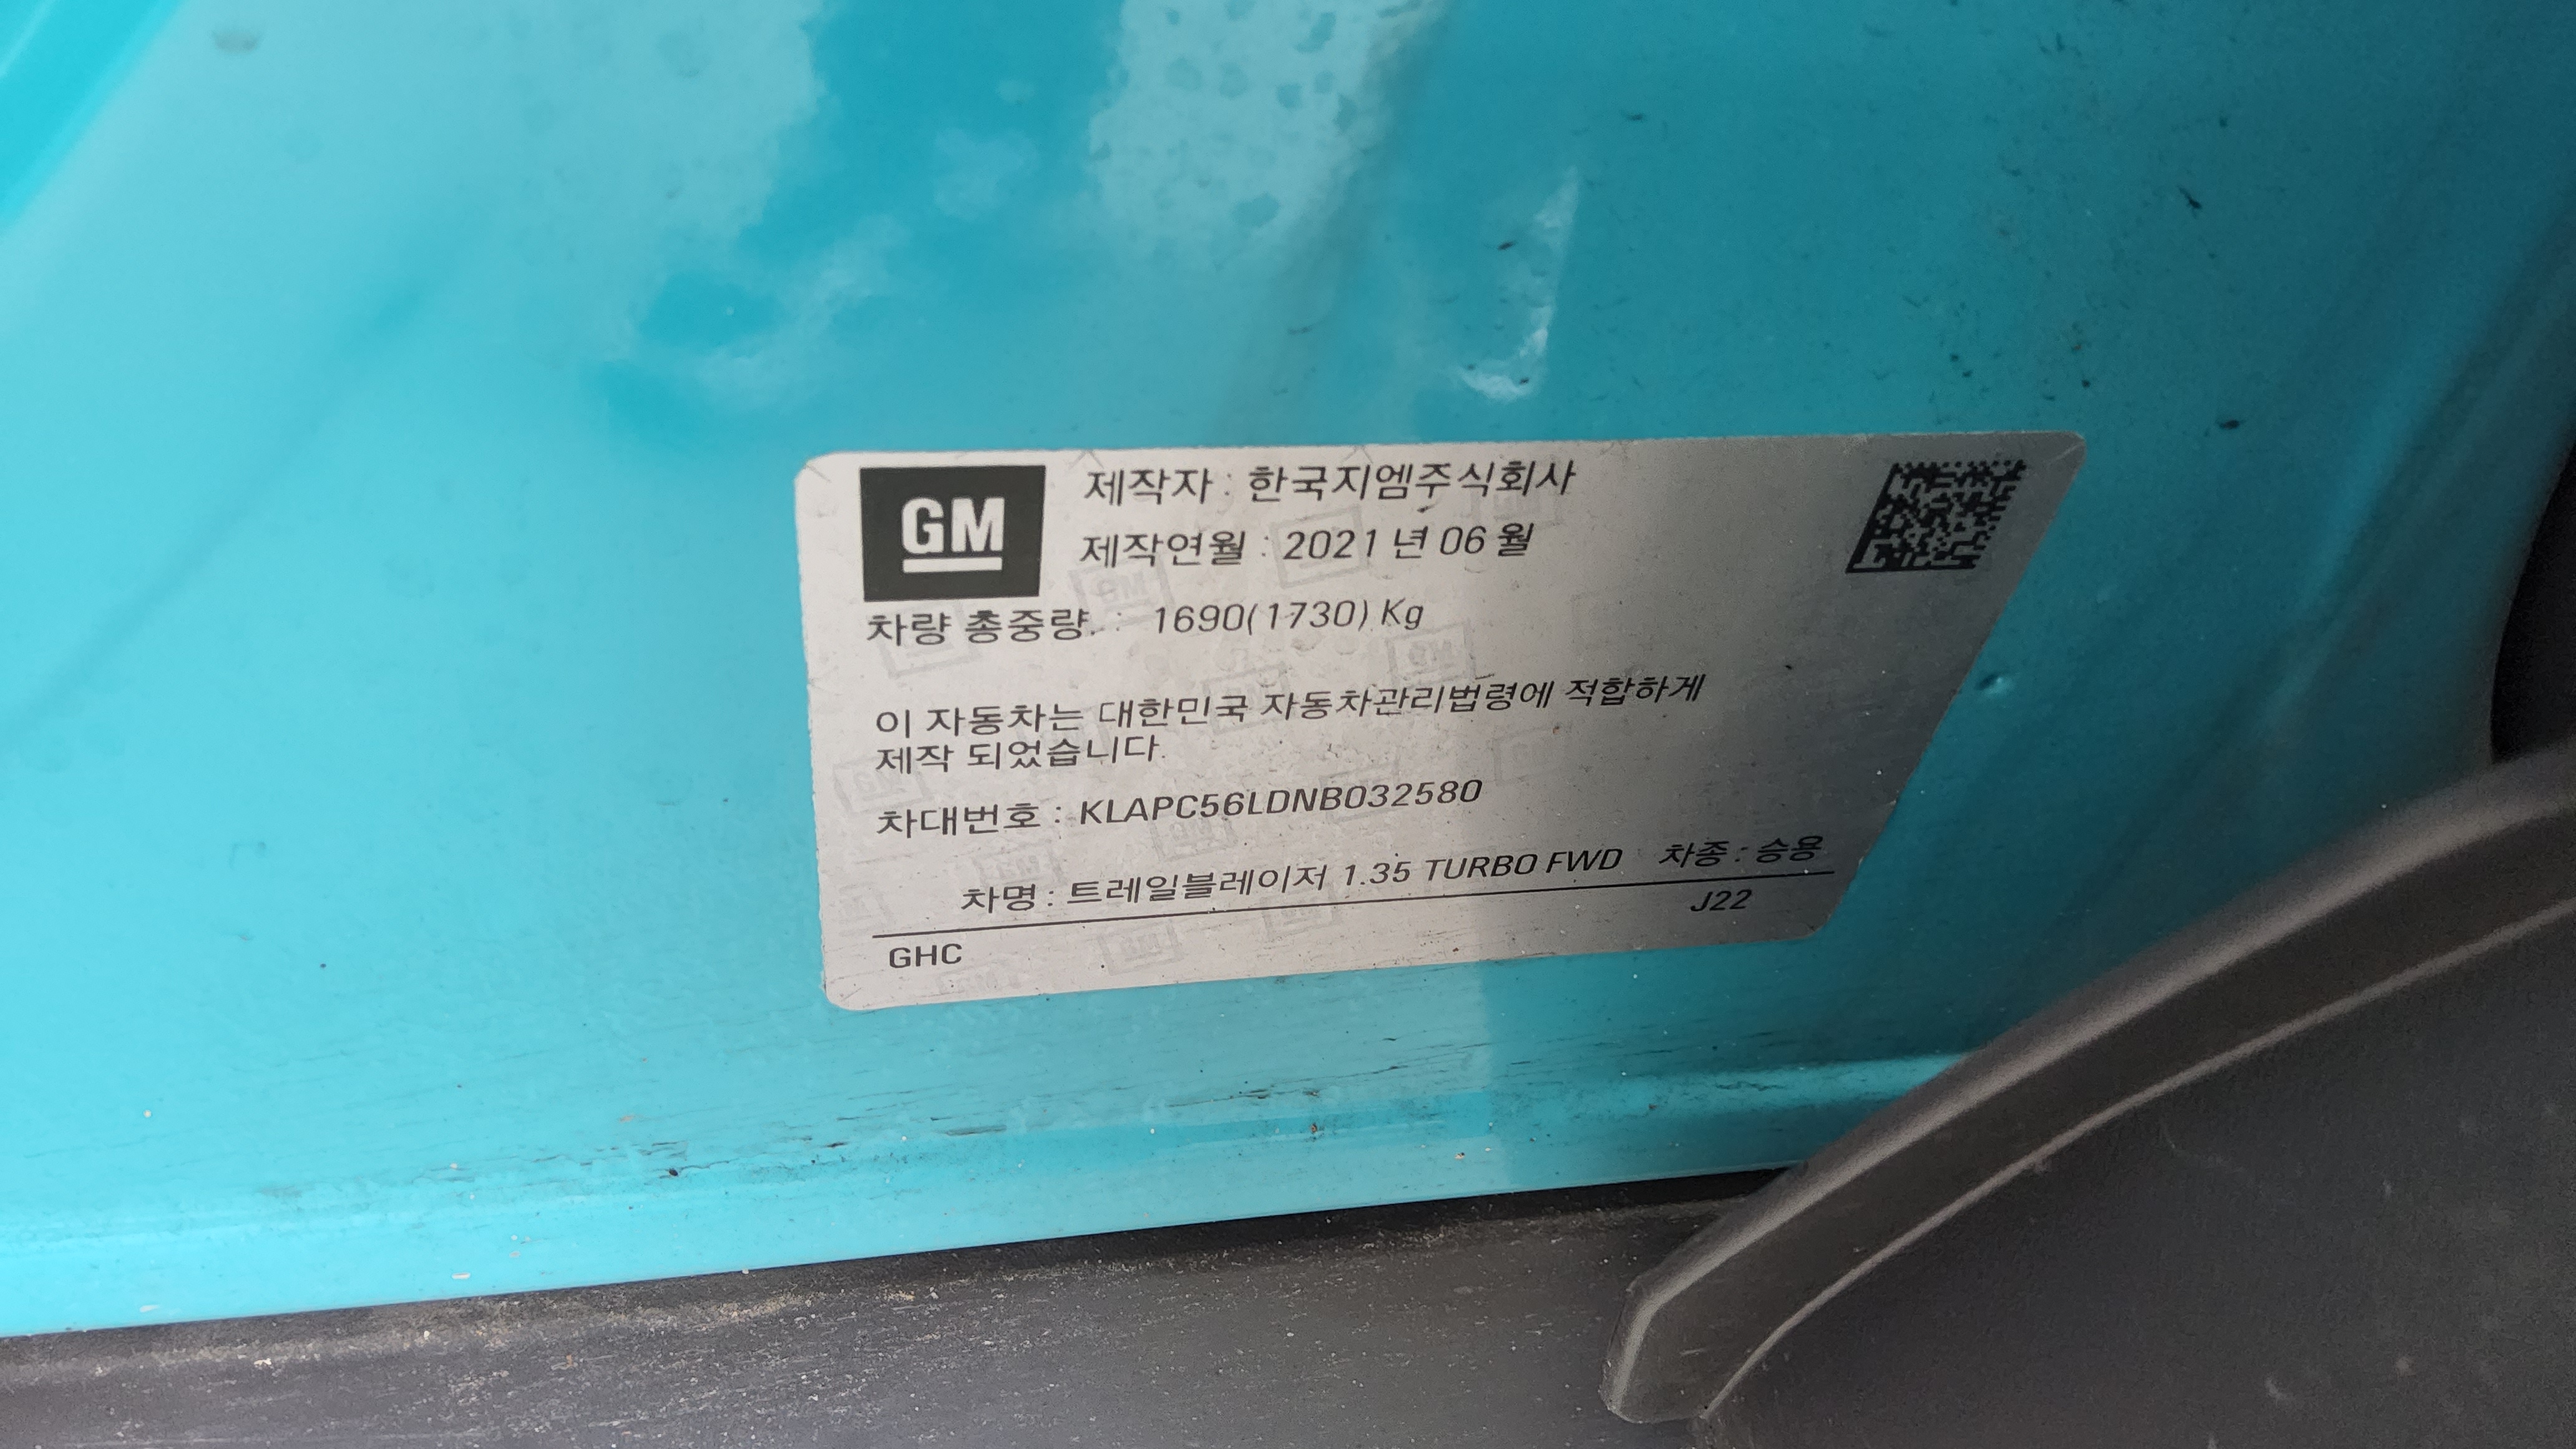 GM
제작자 : 한국지엠주식회사
제작연월 : 2021 년 06 월
차량 총중량 : 1690(1730) Kg
이 자동차는 대한민국 자동차관리법령에 적합하게
제작 되었습니다.
차대번호 : KLAPC56LDNB032580
차명 : 트레일블레이저 1.35 TURBO FWD 차종 : 승용
J22
GHC